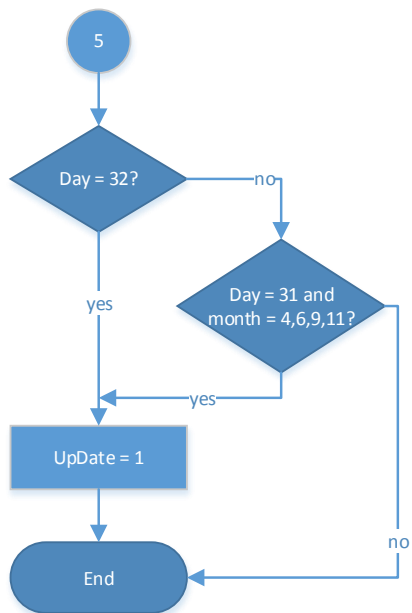 5
Day = 32?
no
Day = 31 and
month = 4,6,9,11?
yes
yes
UpDate = 1
no
End